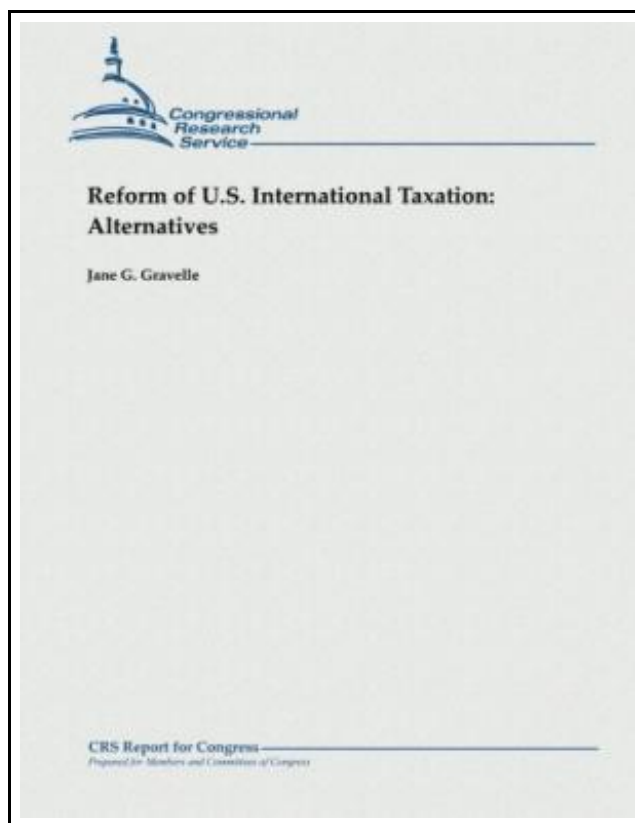 Congressional
Research
Service
Reform of U.S. International Taxation:
Alternatives
Jane G. Gravelle
CRS Report for Congress
Prepared for Members and Committees of Congress